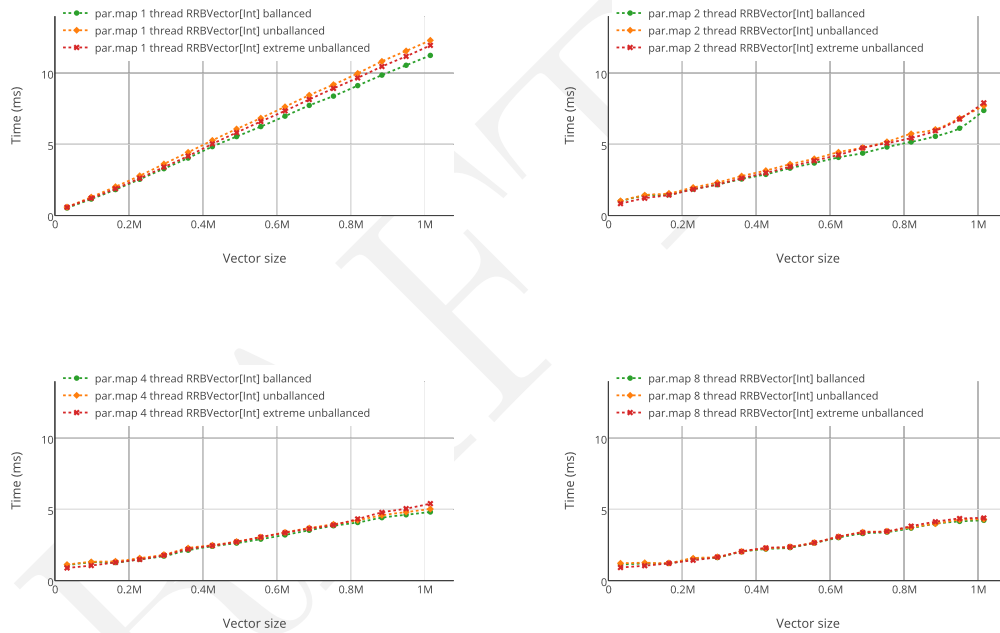 par.map 1 thread RRBVector[Int] ballanced
par.map 1 thread RRBVector[Int] unballanced
par.map 1 thread RRBVector[Int] extreme unballanced
10
5
0
Time (ms)
0 0.2M 0.4M 0.6M 0.8M 1M
Vector size
par.map 2 thread RRBVector[Int] ballanced
par.map 2 thread RRBVector[Int] unballanced
par.map 2 thread RRBVector[Int] extreme unballanced
10
5
0
Time (ms)
0 0.2M 0.4M 0.6M 0.8M 1M
Vector size
par.map 4 thread RRBVector[Int] ballanced
par.map 4 thread RRBVector[Int] unballanced
par.map 4 thread RRBVector[Int] extreme unballanced
10
5
0
Time (ms)
0 0.2M 0.4M 0.6M 0.8M 1M
Vector size
par.map 8 thread RRBVector[Int] ballanced
par.map 8 thread RRBVector[Int] unballanced
par.map 8 thread RRBVector[Int] extreme unballanced
10
5
0
Time (ms)
0 0.2M 0.4M 0.6M 0.8M 1M
Vector size